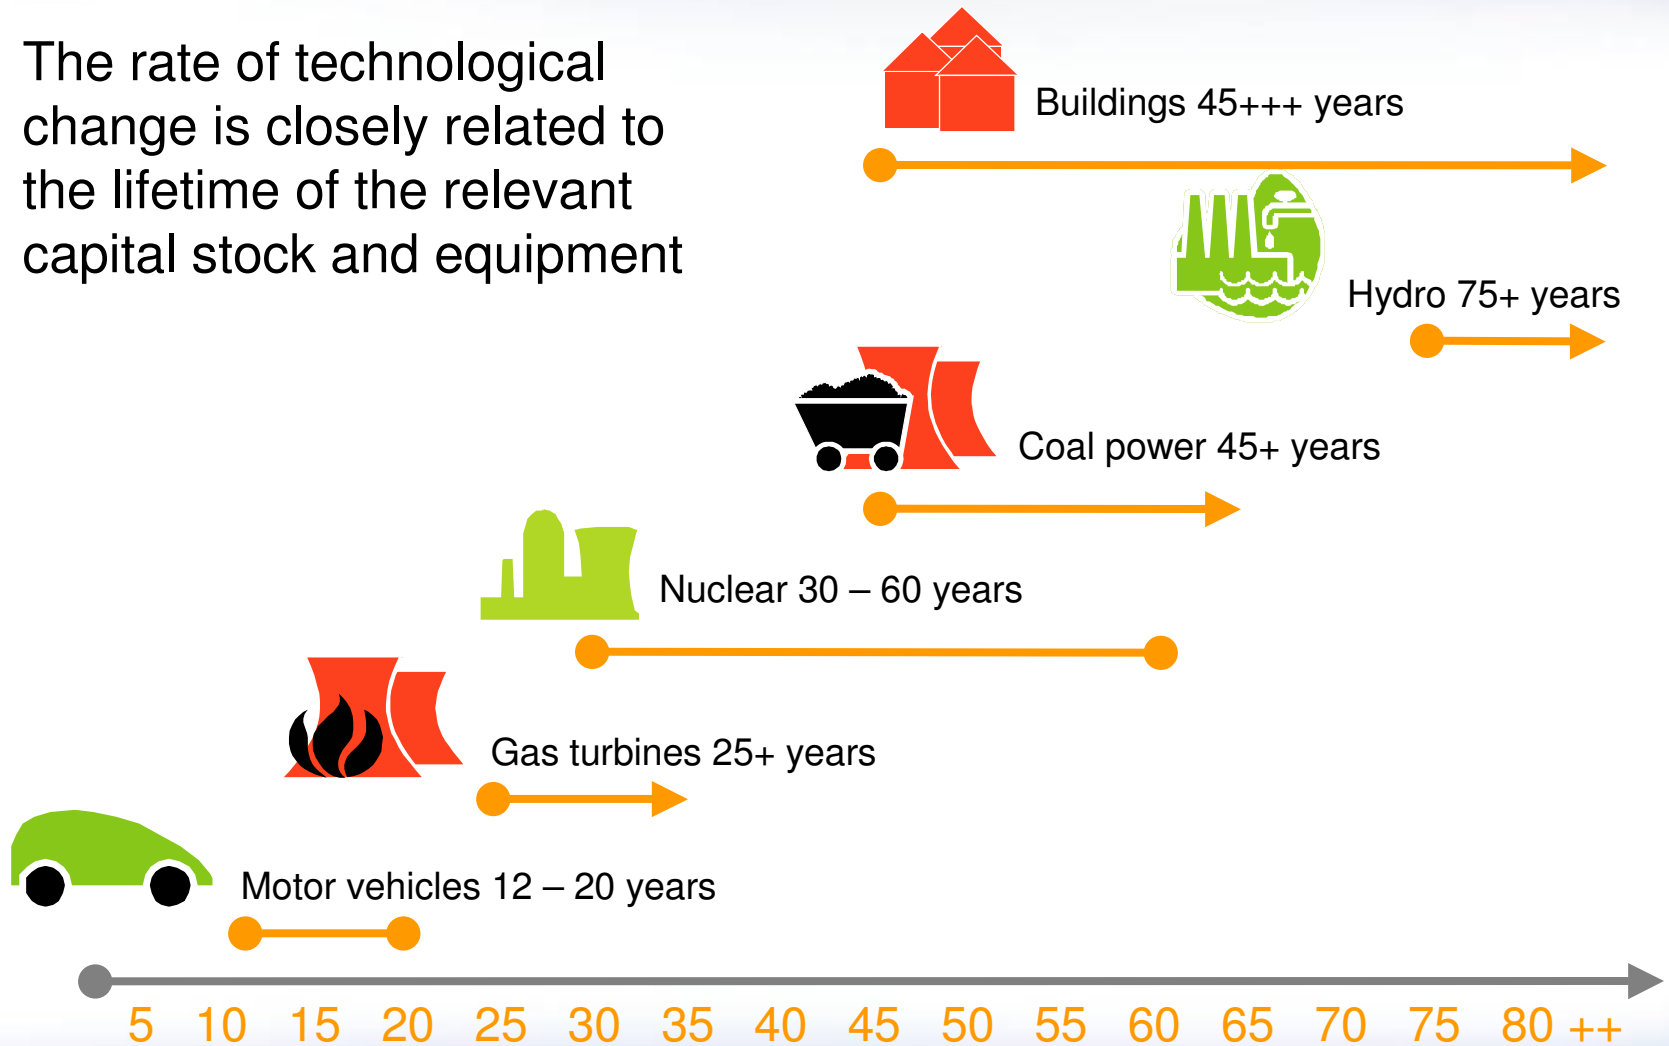 The rate of technological
change is closely related to
the lifetime of the relevant
capital stock and equipment
Buildings 45+++ years
Hydro 75+ years
Coal power 45+ years
Nuclear 30 – 60 years
Gas turbines 25+ years
Motor vehicles 12 – 20 years
5 10 15 20 25 30 35 40 45 50 55 60 65 70 75 80 ++